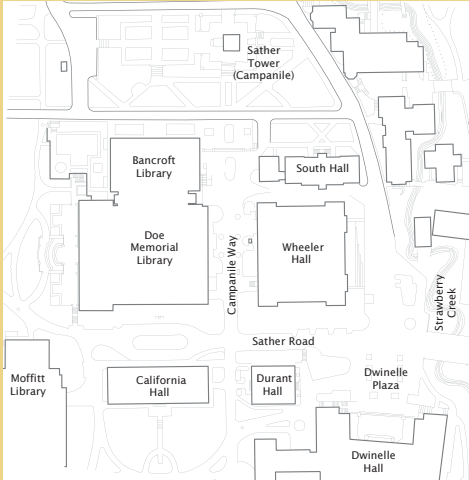 Sather
Tower
(Campanile)
Bancroft
Library
South Hall
Doe
Memorial
Library
Campanile Way
Wheeler
Hall
Strawberry
Creek
Sather Road
Moffitt
Library
California
Hall
Durant
Hall
Dwinelle
Plaza
Dwinelle
Hall